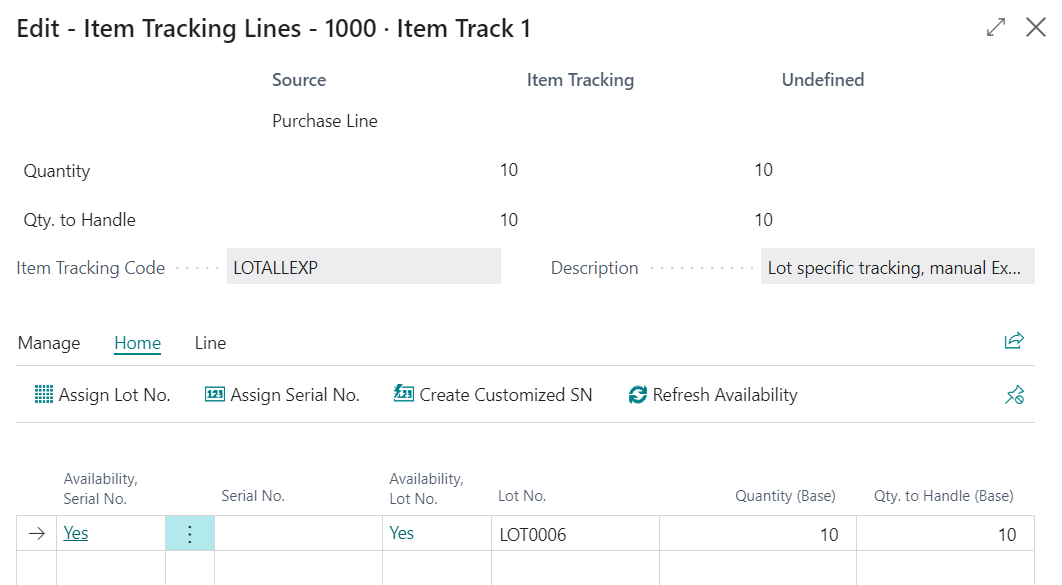 Edit - Item Tracking Lines - 1000 · Item Track 1
Source Item Tracking Undefined
Purchase Line
Quantity 10 10
Qty. to Handle 10 10
Item Tracking Code LOTALLEXP Description Lot specific tracking, manual Ex...
Manage Home Line
Assign Lot No. Assign Serial No. Create Customized SN Refresh Availability
Availability, Serial No. Serial No. Availability, Lot No. Lot No. Quantity (Base) Qty. to Handle (Base)
Yes Yes LOT0006 10 10